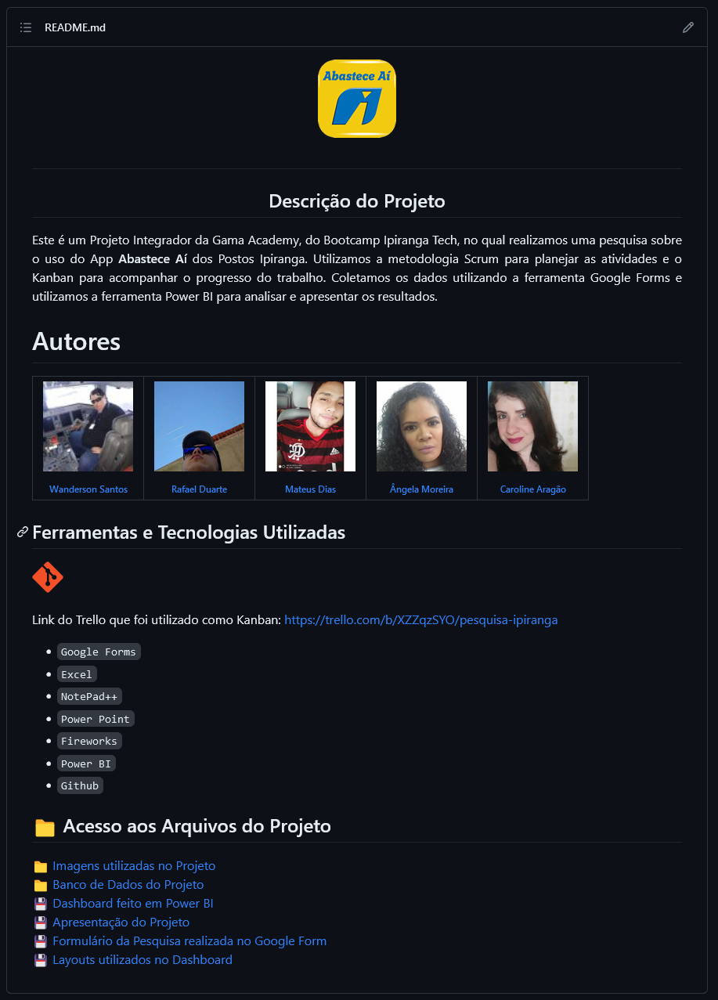 README.md
Abastece Aí
Descrição do Projeto
Este é um Projeto Integrador da Gama Academy, do Bootcamp Ipiranga Tech, no qual realizamos uma pesquisa sobre
o uso do App Abastece Aí dos Postos Ipiranga. Utilizamos a metodologia Scrum para planejar as atividades e o
Kanban para acompanhar o progresso do trabalho. Coletamos os dados utilizando a ferramenta Google Forms e
utilizamos a ferramenta Power BI para analisar e apresentar os resultados.
Autores
Wanderson Santos
Rafael Duarte
Mateus Dias
Ângela Moreira
Caroline Aragão
Ferramentas e Tecnologias Utilizadas
Link do Trello que foi utilizado como Kanban: https://trello.com/b/XZZqzSYO/pesquisa-ipiranga
Google Forms
Excel
NotePad++
Power Point
Fireworks
Power BI
Github
Acesso aos Arquivos do Projeto
Imagens utilizadas no Projeto
Banco de Dados do Projeto
Dashboard feito em Power BI
Apresentação do Projeto
Formulário da Pesquisa realizada no Google Form
Layouts utilizados no Dashboard